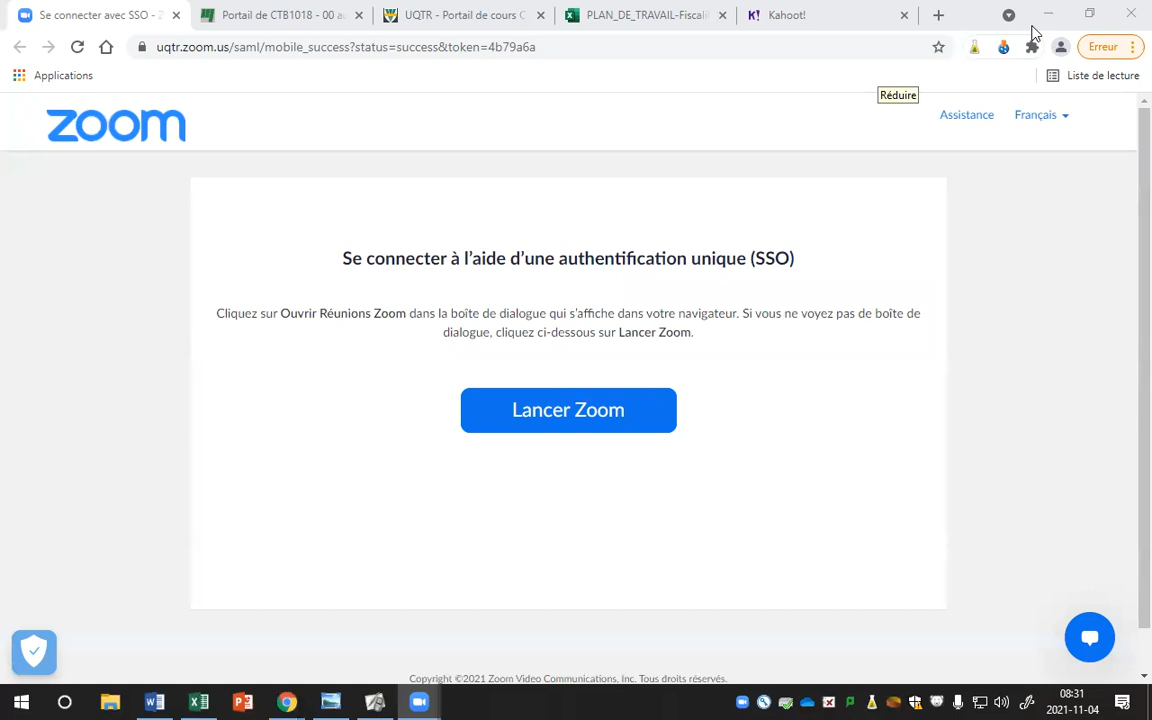 Se connecter avec SSO - Z
Portail de CTB1018 - 00 au
UQTR - Portail de cours C
PLAN_DE_TRAVAIL-Fiscali
K! Kahoot!
uqtr.zoom.us/saml/mobile_success?status=success&token=4b79a6a
Erreur
Applications
Liste de lecture
Réduire
zoom
Assistance
Français
Se connecter à l'aide d'une authentification unique (SSO)
Cliquez sur Ouvrir Réunions Zoom dans la boîte de dialogue qui s'affiche dans votre navigateur. Si vous ne voyez pas de boîte de
dialogue, cliquez ci-dessous sur Lancer Zoom.
Lancer Zoom
Copyright ©2021 Zoom Video Communications, Inc. Tous droits réservés.
08:31
2021-11-04